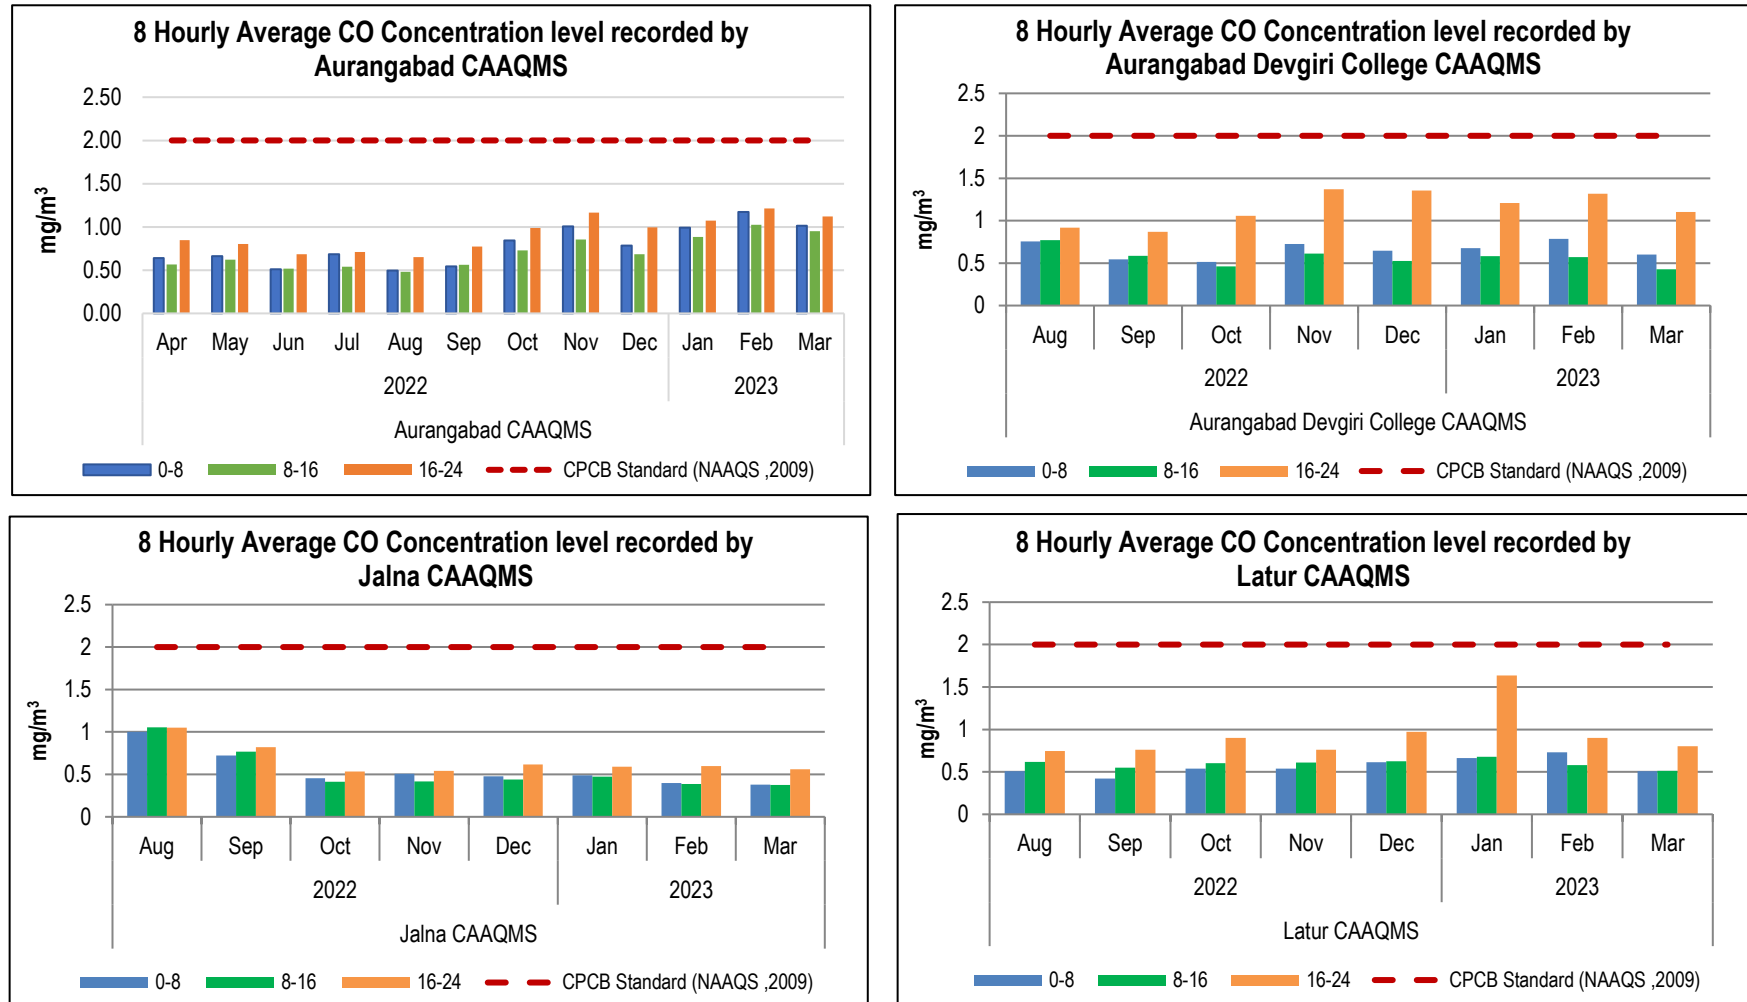 8 Hourly Average CO Concentration level recorded by
Aurangabad CAAQMS
2.50
2.00
1.50
1.00
0.50
0.00
mg/m³
Apr May Jun Jul Aug Sep Oct Nov Dec Jan Feb Mar
2022 2023
Aurangabad CAAQMS
0-8 8-16 16-24 CPCB Standard (NAAQS ,2009)
8 Hourly Average CO Concentration level recorded by
Aurangabad Devgiri College CAAQMS
2.5
2
1.5
1
0.5
0
mg/m³
Aug Sep Oct Nov Dec Jan Feb Mar
2022 2023
Aurangabad Devgiri College CAAQMS
0-8 8-16 16-24 CPCB Standard (NAAQS ,2009)
8 Hourly Average CO Concentration level recorded by
Jalna CAAQMS
2.5
2
1.5
1
0.5
0
mg/m³
Aug Sep Oct Nov Dec Jan Feb Mar
2022 2023
Jalna CAAQMS
0-8 8-16 16-24 CPCB Standard (NAAQS ,2009)
8 Hourly Average CO Concentration level recorded by
Latur CAAQMS
2.5
2
1.5
1
0.5
0
mg/m³
Aug Sep Oct Nov Dec Jan Feb Mar
2022 2023
Latur CAAQMS
0-8 8-16 16-24 CPCB Standard (NAAQS ,2009)